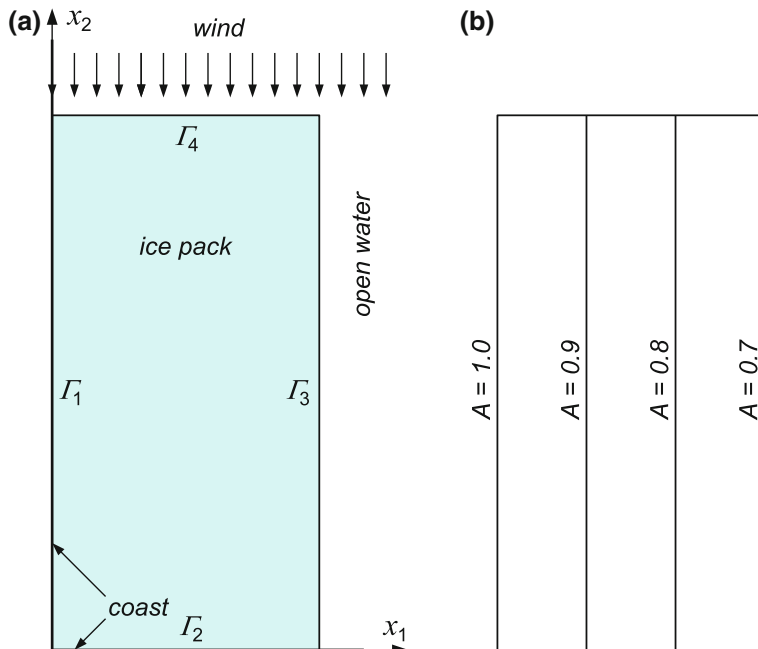 (a)
x₂
wind
Γ₄
ice pack
open water
Γ₁
Γ₃
coast
Γ₂
x₁
(b)
A = 1.0
A = 0.9
A = 0.8
A = 0.7